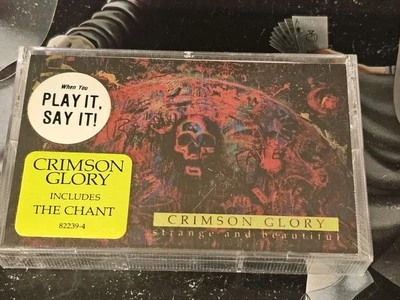 When You
PLAY IT,
SAY IT!
CRIMSON
GLORY
INCLUDES
THE CHANT
82239-4
CRIMSON GLORY
strange and beautiful